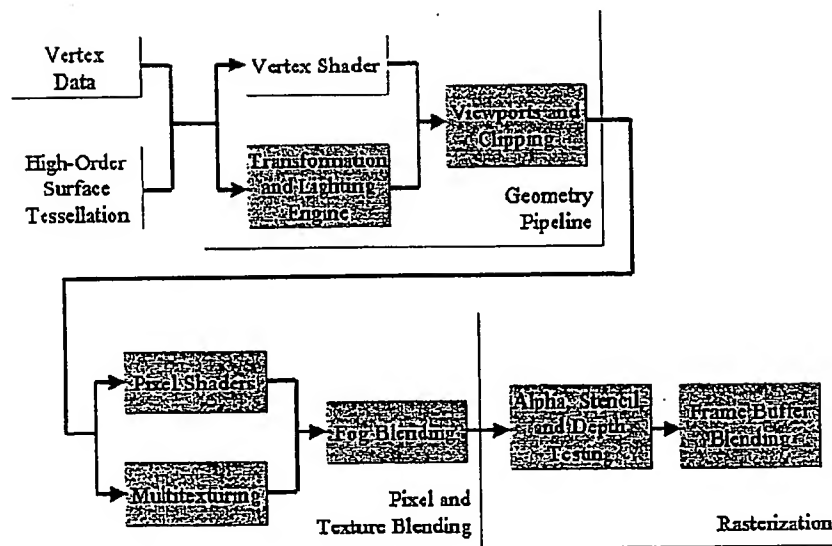 Vertex
Data
Vertex Shader
Viewports and
Clipping
High-Order
Surface
Tessellation
Transformation
and Lighting
Engine
Geometry
Pipeline
Pixel Shaders
Multitexturing
Fog Blending
Alpha, Stencil
and Depth
Testing
Frame Buffer
Blending
Pixel and
Texture Blending
Rasterization